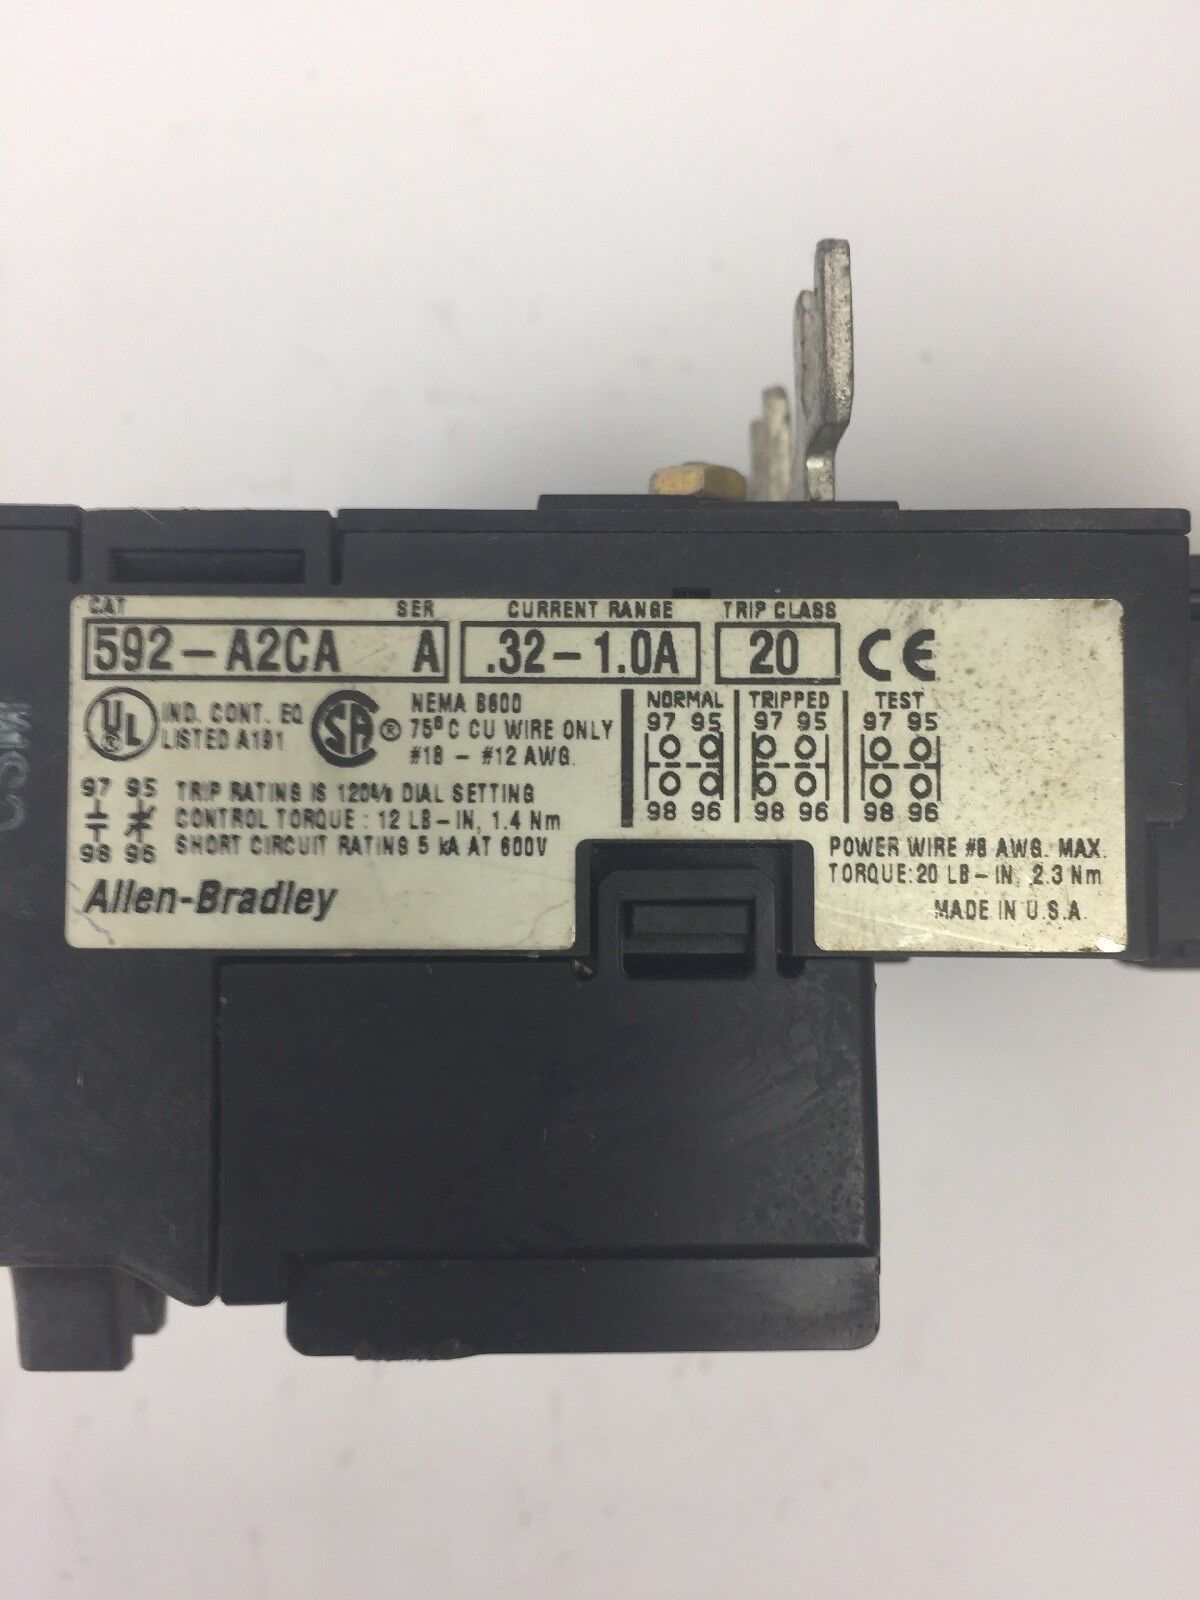 CAT SER CURRENT RANGE TRIP CLASS
592-A2CA A .32-1.0A 20 CE
UL IND. CONT. EQ
LISTED A191
SA ®
NEMA B600
75°C CU WIRE ONLY
#18 - #12 AWG.
NORMAL TRIPPED TEST
97 95 97 95 97 95
98 96 98 96 98 96
97 95
98 96
TRIP RATING IS 120% DIAL SETTING
CONTROL TORQUE: 12 LB-IN, 1.4 Nm
SHORT CIRCUIT RATING 5 kA AT 600V
Allen-Bradley
POWER WIRE #8 AWG. MAX.
TORQUE: 20 LB-IN, 2.3 Nm
MADE IN U.S.A.